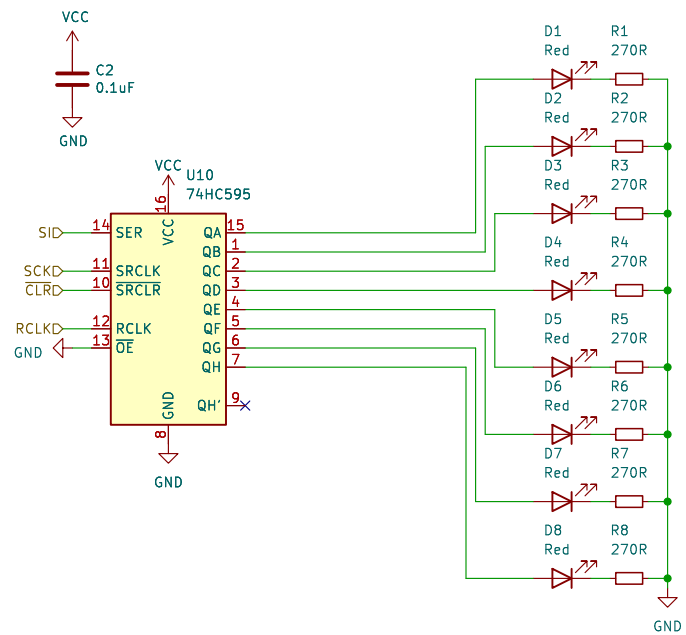 VCC
C2
0.1uF
GND
VCC
U10
74HC595
16
VCC
SI 14 SER
SCK 11 SRCLK
CLR 10 SRCLR
RCLK 12 RCLK
GND 13 OE
QA 15
QB 1
QC 2
QD 3
QE 4
QF 5
QG 6
QH 7
QH' 9
GND
8
GND
D1 R1
Red 270R
D2 R2
Red 270R
D3 R3
Red 270R
D4 R4
Red 270R
D5 R5
Red 270R
D6 R6
Red 270R
D7 R7
Red 270R
D8 R8
Red 270R
GND